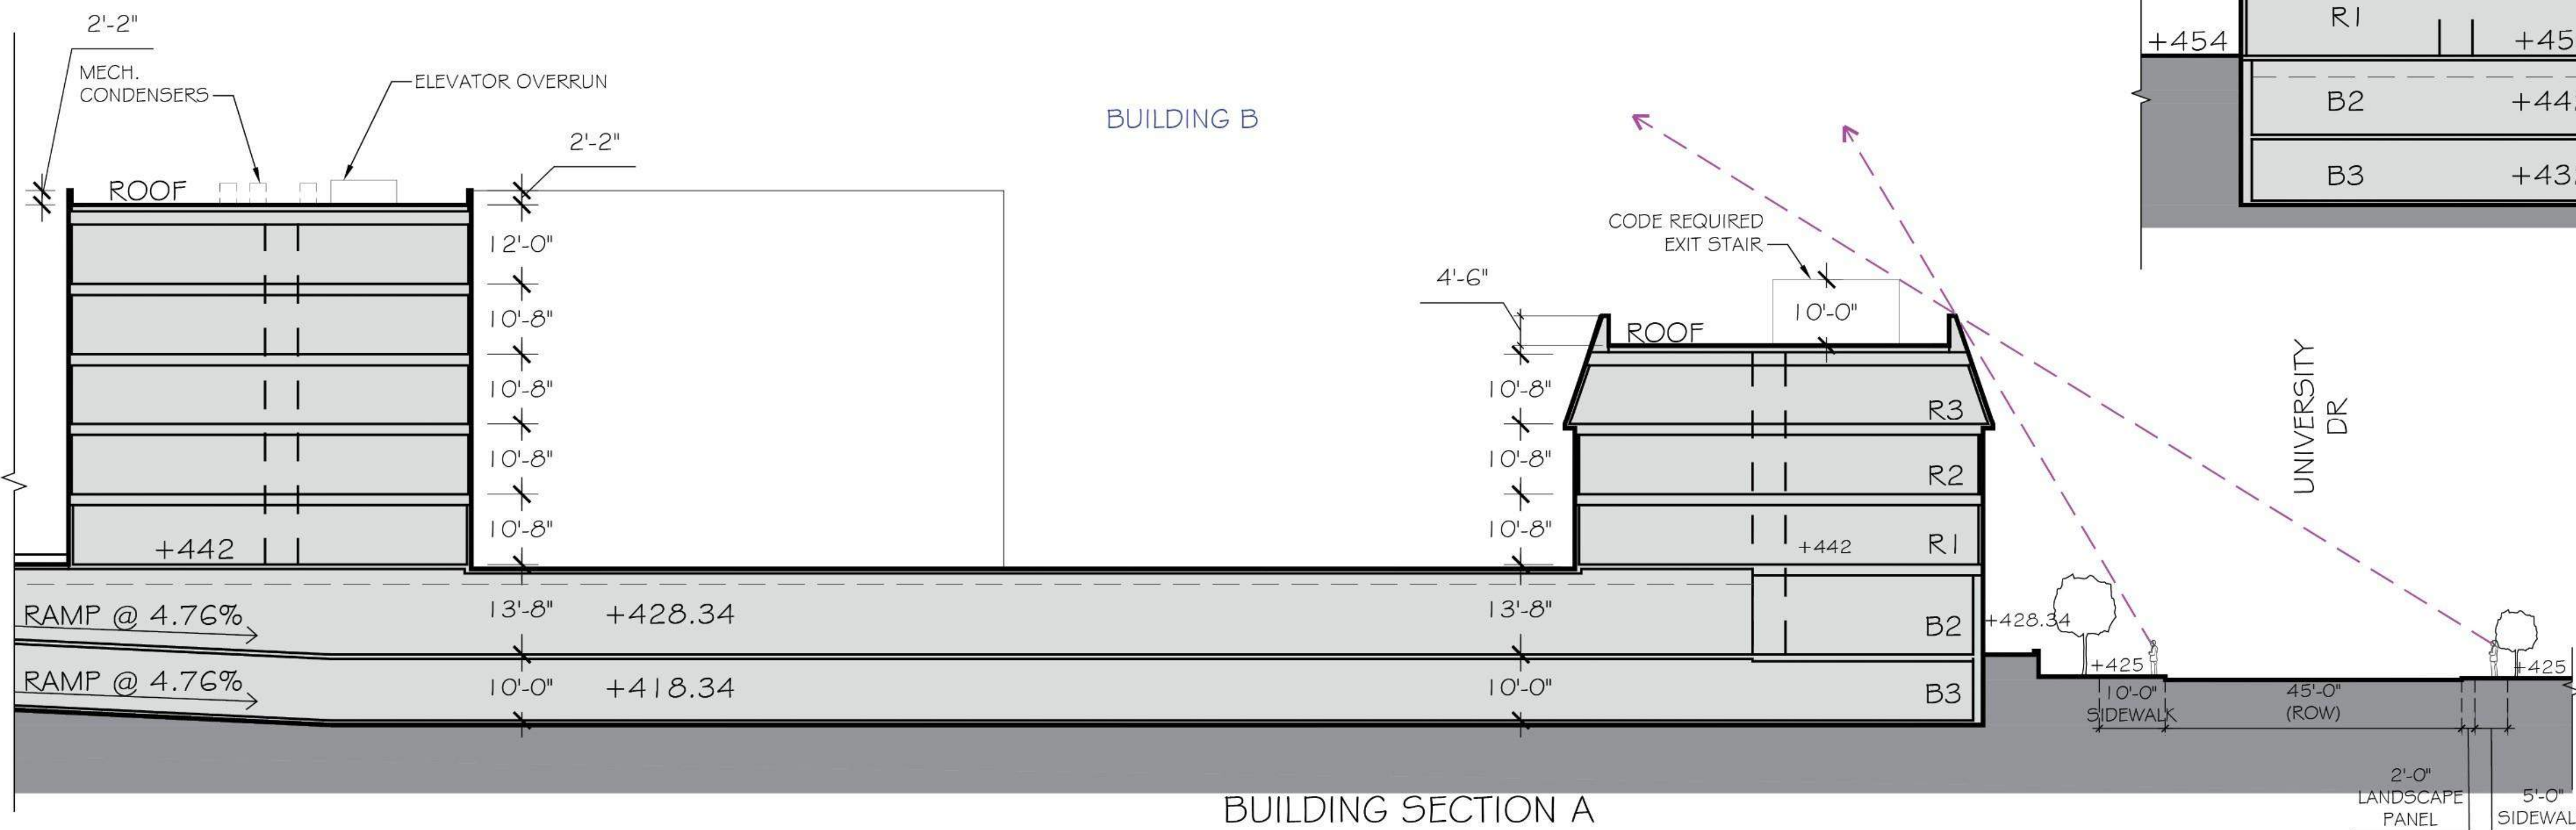 2'-2"
MECH.
CONDENSERS
ELEVATOR OVERRUN
2'-2"
BUILDING B
ROOF
12'-0"
10'-8"
10'-8"
10'-8"
10'-8"
+442
RAMP @ 4.76%
13'-8"
+428.34
RAMP @ 4.76%
10'-0"
+418.34
CODE REQUIRED
EXIT STAIR
4'-6"
10'-0"
ROOF
10'-8"
R3
10'-8"
R2
10'-8"
+442
R1
13'-8"
B2
10'-0"
B3
+428.34
+425
10'-0"
SIDEWALK
45'-0"
(ROW)
+425
UNIVERSITY
DR
2'-0"
LANDSCAPE
PANEL
5'-0"
SIDEWAL
R1
+454
+45
B2
+44
B3
+43
BUILDING SECTION A